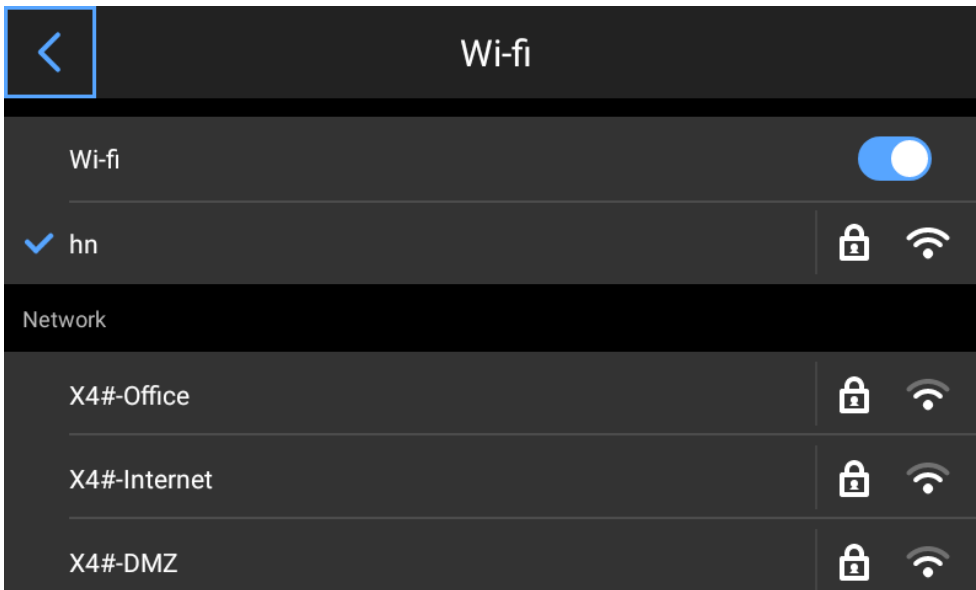 Wi-fi
Wi-fi
hn
Network
X4#-Office
X4#-Internet
X4#-DMZ